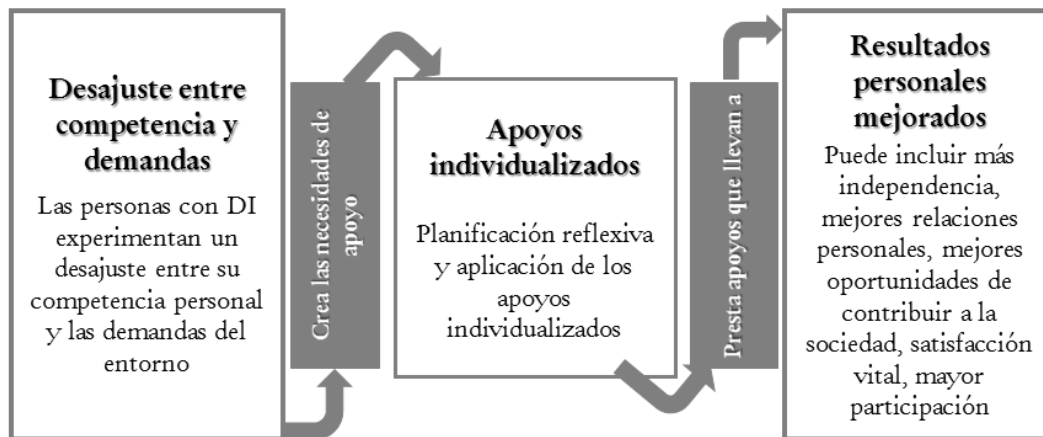 Desajuste entre
competencia y
demandas
Las personas con DI
experimentan un
desajuste entre su
competencia personal
y las demandas del
entorno
Crea las necesidades de
apoyo
Apoyos
individualizados
Planificación reflexiva
y aplicación de los
apoyos
individualizados
Presta apoyos que llevan a
Resultados
personales
mejorados
Puede incluir más
independencia,
mejores relaciones
personales, mejores
oportunidades de
contribuir a la
sociedad, satisfacción
vital, mayor
participación